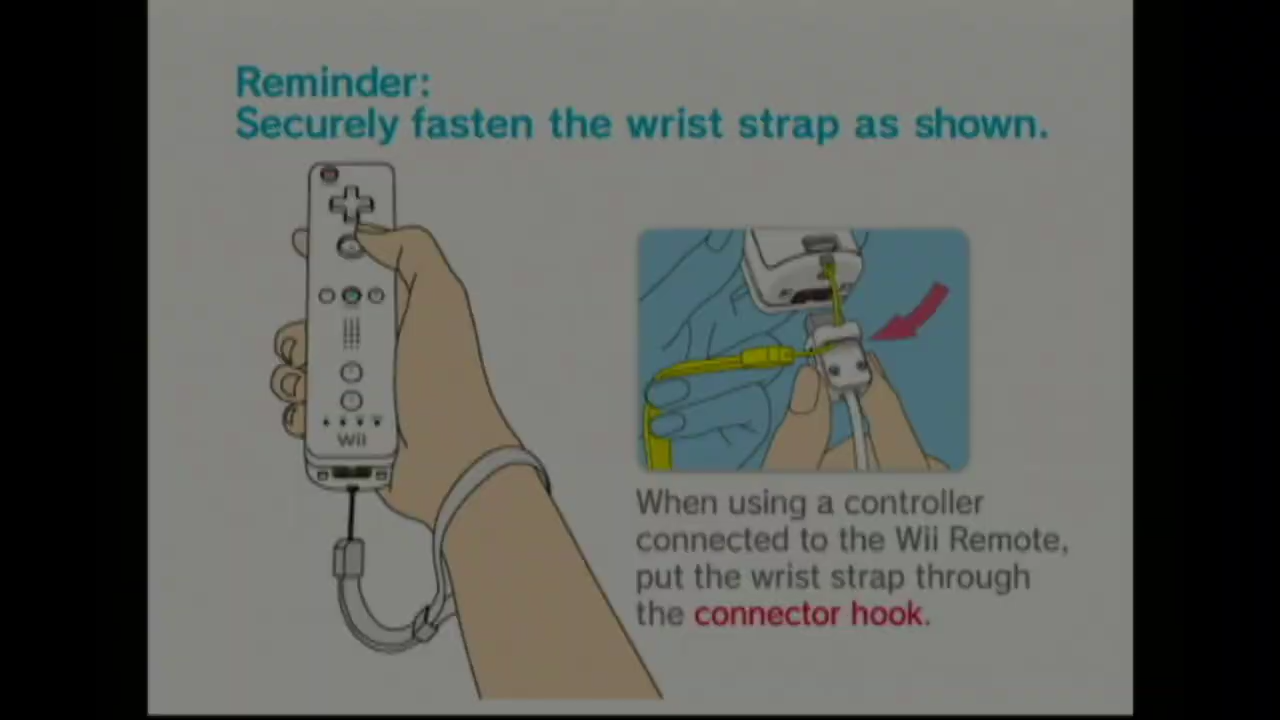 Reminder:
Securely fasten the wrist strap as shown.
Wii
When using a controller
connected to the Wii Remote,
put the wrist strap through
the connector hook.